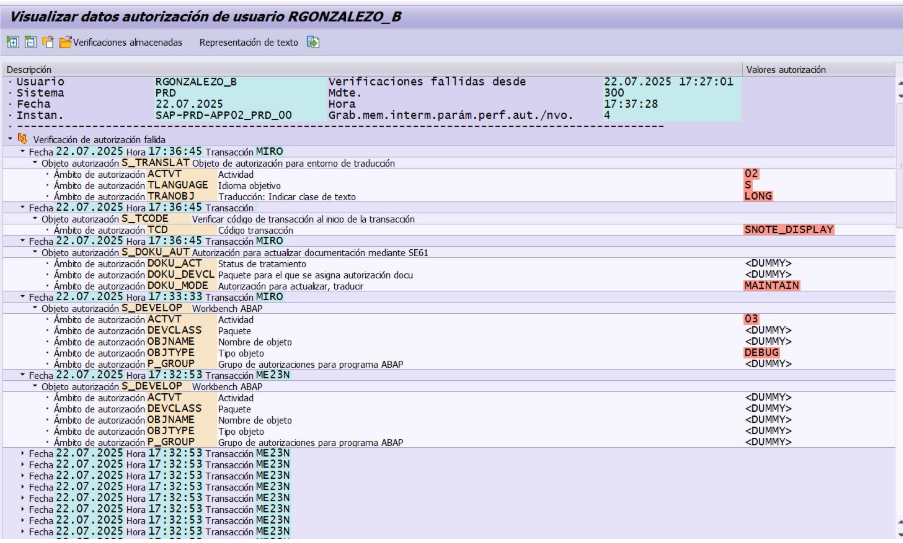 Visualizar datos autorización de usuario RGONZALEZO_B
Verificaciones almacenadas Representación de texto
Descripción Valores autorización
· Usuario RGONZALEZO_B Verificaciones fallidas desde 22.07.2025 17:27:01
· Sistema PRD Mdte. 300
· Fecha 22.07.2025 Hora 17:37:28
· Instan. SAP-PRD-APP02_PRD_00 Grab.mem.interm.parám.perf.aut./nvo. 4
Verificación de autorización fallida
Fecha 22.07.2025 Hora 17:36:45 Transacción MIRO
Objeto autorización S_TRANSLAT Objeto de autorización para entorno de traducción
· Ámbito de autorización ACTVT Actividad 02
· Ámbito de autorización TLANGUAGE Idioma objetivo S
· Ámbito de autorización TRANOBJ Traducción: Indicar clase de texto LONG
Fecha 22.07.2025 Hora 17:36:45 Transacción
Objeto autorización S_TCODE Verificar código de transacción al inicio de la transacción
· Ámbito de autorización TCD Código transacción SNOTE_DISPLAY
Fecha 22.07.2025 Hora 17:36:45 Transacción MIRO
Objeto autorización S_DOKU_AUT Autorización para actualizar documentación mediante SE61
· Ámbito de autorización DOKU_ACT Status de tratamiento <DUMMY>
· Ámbito de autorización DOKU_DEVCL Paquete para el que se asigna autorización docu <DUMMY>
· Ámbito de autorización DOKU_MODE Autorización para actualizar, traducir MAINTAIN
Fecha 22.07.2025 Hora 17:33:33 Transacción MIRO
Objeto autorización S_DEVELOP Workbench ABAP
· Ámbito de autorización ACTVT Actividad 03
· Ámbito de autorización DEVCLASS Paquete <DUMMY>
· Ámbito de autorización OBJNAME Nombre de objeto <DUMMY>
· Ámbito de autorización OBJTYPE Tipo objeto DEBUG
· Ámbito de autorización P_GROUP Grupo de autorizaciones para programa ABAP <DUMMY>
Fecha 22.07.2025 Hora 17:32:53 Transacción ME23N
Objeto autorización S_DEVELOP Workbench ABAP
· Ámbito de autorización ACTVT Actividad <DUMMY>
· Ámbito de autorización DEVCLASS Paquete <DUMMY>
· Ámbito de autorización OBJNAME Nombre de objeto <DUMMY>
· Ámbito de autorización OBJTYPE Tipo objeto <DUMMY>
· Ámbito de autorización P_GROUP Grupo de autorizaciones para programa ABAP <DUMMY>
Fecha 22.07.2025 Hora 17:32:53 Transacción ME23N
Fecha 22.07.2025 Hora 17:32:53 Transacción ME23N
Fecha 22.07.2025 Hora 17:32:53 Transacción ME23N
Fecha 22.07.2025 Hora 17:32:53 Transacción ME23N
Fecha 22.07.2025 Hora 17:32:53 Transacción ME23N
Fecha 22.07.2025 Hora 17:32:53 Transacción ME23N
Fecha 22.07.2025 Hora 17:32:53 Transacción ME23N
Fecha 22.07.2025 Hora 17:32:53 Transacción ME23N